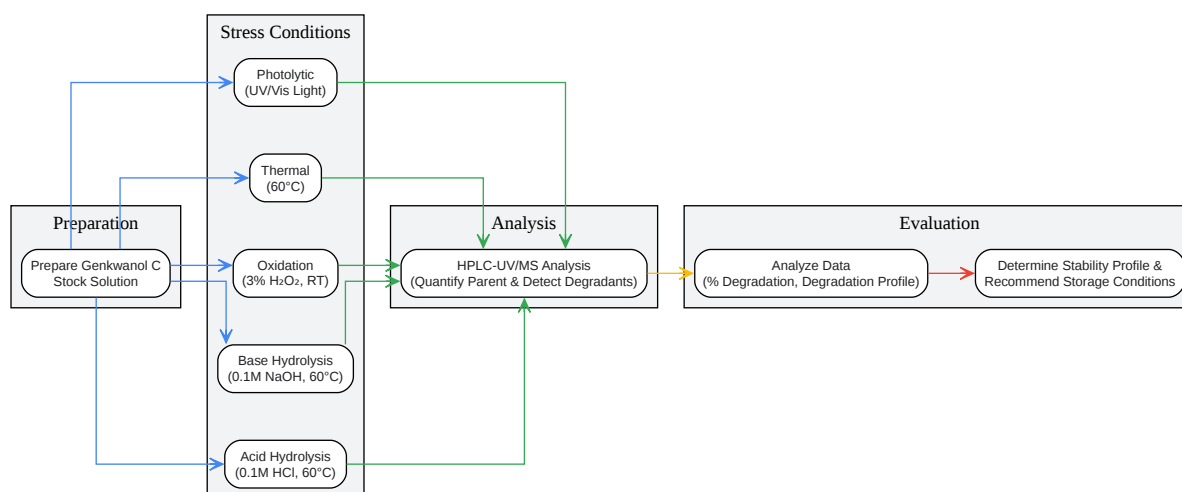 Stress Conditions
Photolytic
(UV/Vis Light)
Thermal
(60°C)
Preparation
Prepare Genkwanol C
Stock Solution
Oxidation
(3% H₂O₂, RT)
Base Hydrolysis
(0.1M NaOH, 60°C)
Acid Hydrolysis
(0.1M HCl, 60°C)
Analysis
HPLC-UV/MS Analysis
(Quantify Parent & Detect Degradants)
Evaluation
Analyze Data
(% Degradation, Degradation Profile)
Determine Stability Profile &
Recommend Storage Conditions